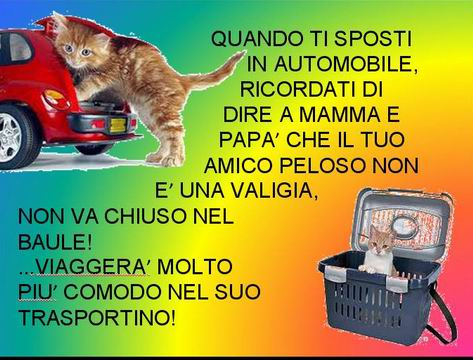 QUANDO TI SPOSTI
IN AUTOMOBILE,
RICORDATI DI
DIRE A MAMMA E
PAPA’ CHE IL TUO
AMICO PELOSO NON
E’ UNA VALIGIA,
NON VA CHIUSO NEL
BAULE!
...VIAGGERA’ MOLTO
PIU’ COMODO NEL SUO
TRASPORTINO!